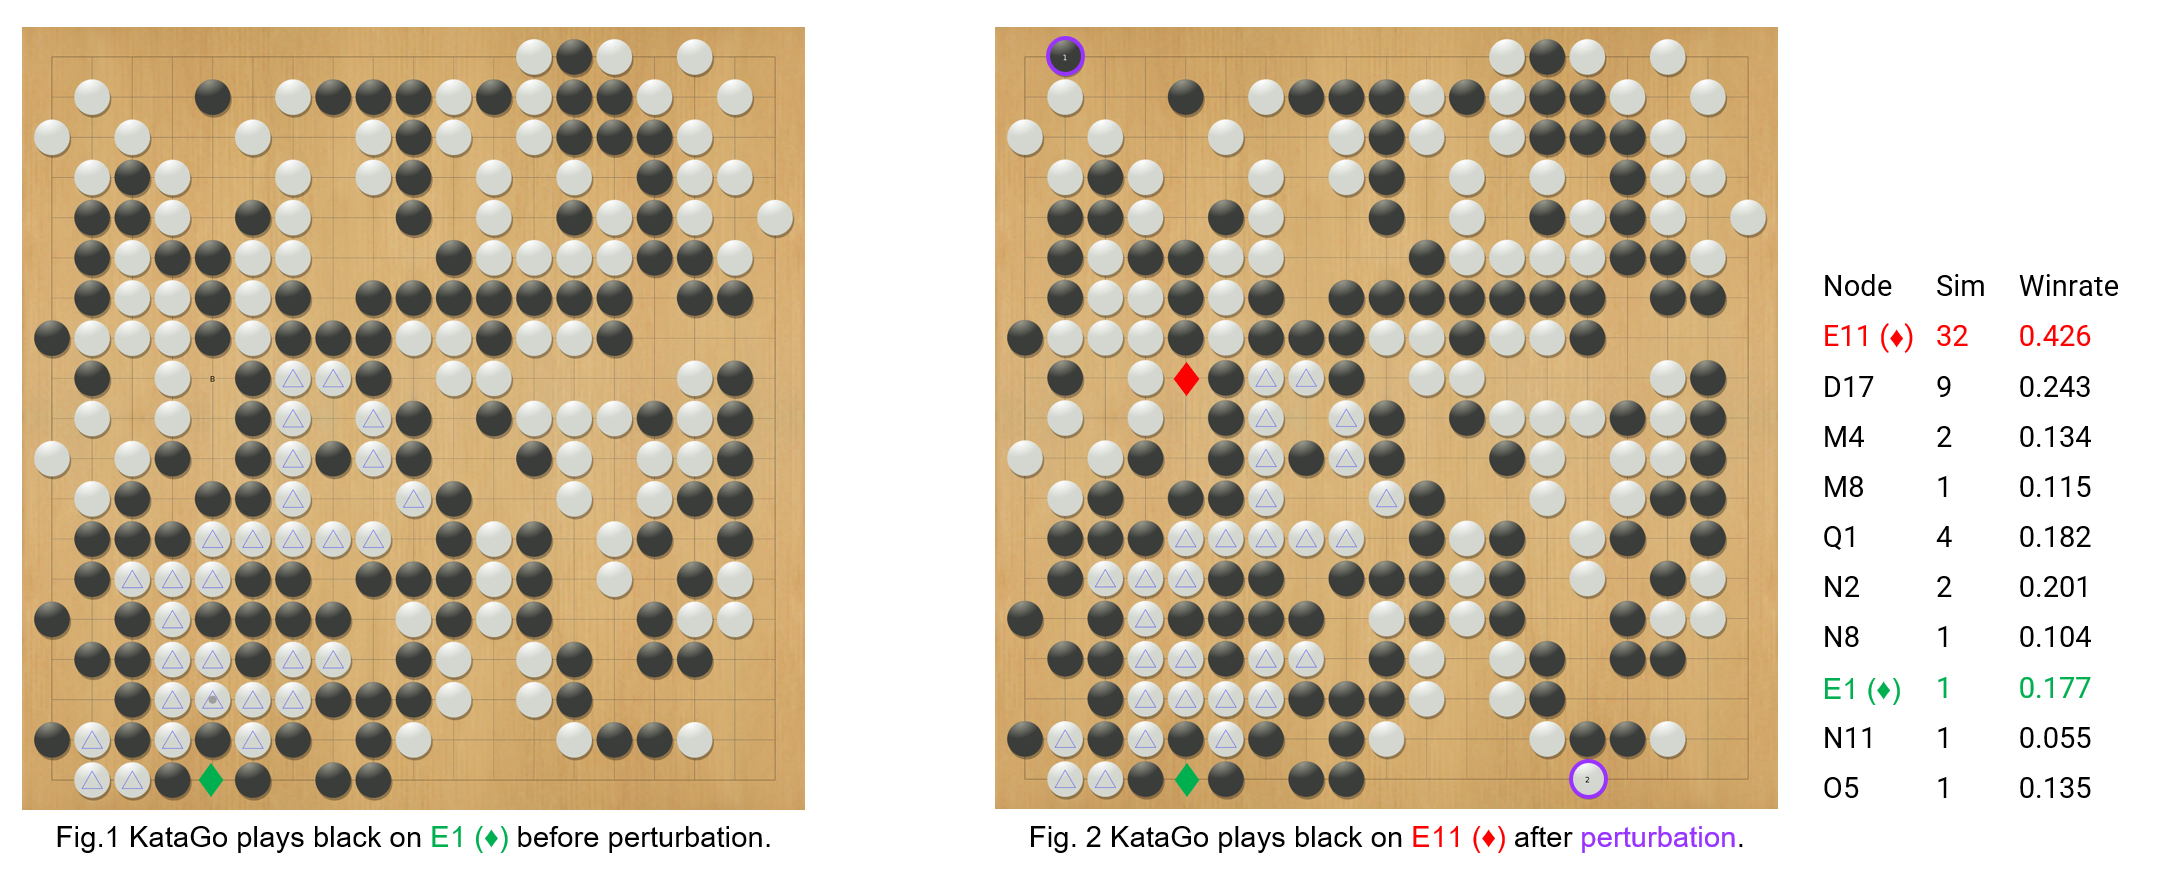 B
Fig.1 KataGo plays black on E1 (♦) before perturbation.
1
2
Fig. 2 KataGo plays black on E11 (♦) after perturbation.
Node Sim Winrate
E11 (♦) 32 0.426
D17 9 0.243
M4 2 0.134
M8 1 0.115
Q1 4 0.182
N2 2 0.201
N8 1 0.104
E1 (♦) 1 0.177
N11 1 0.055
O5 1 0.135